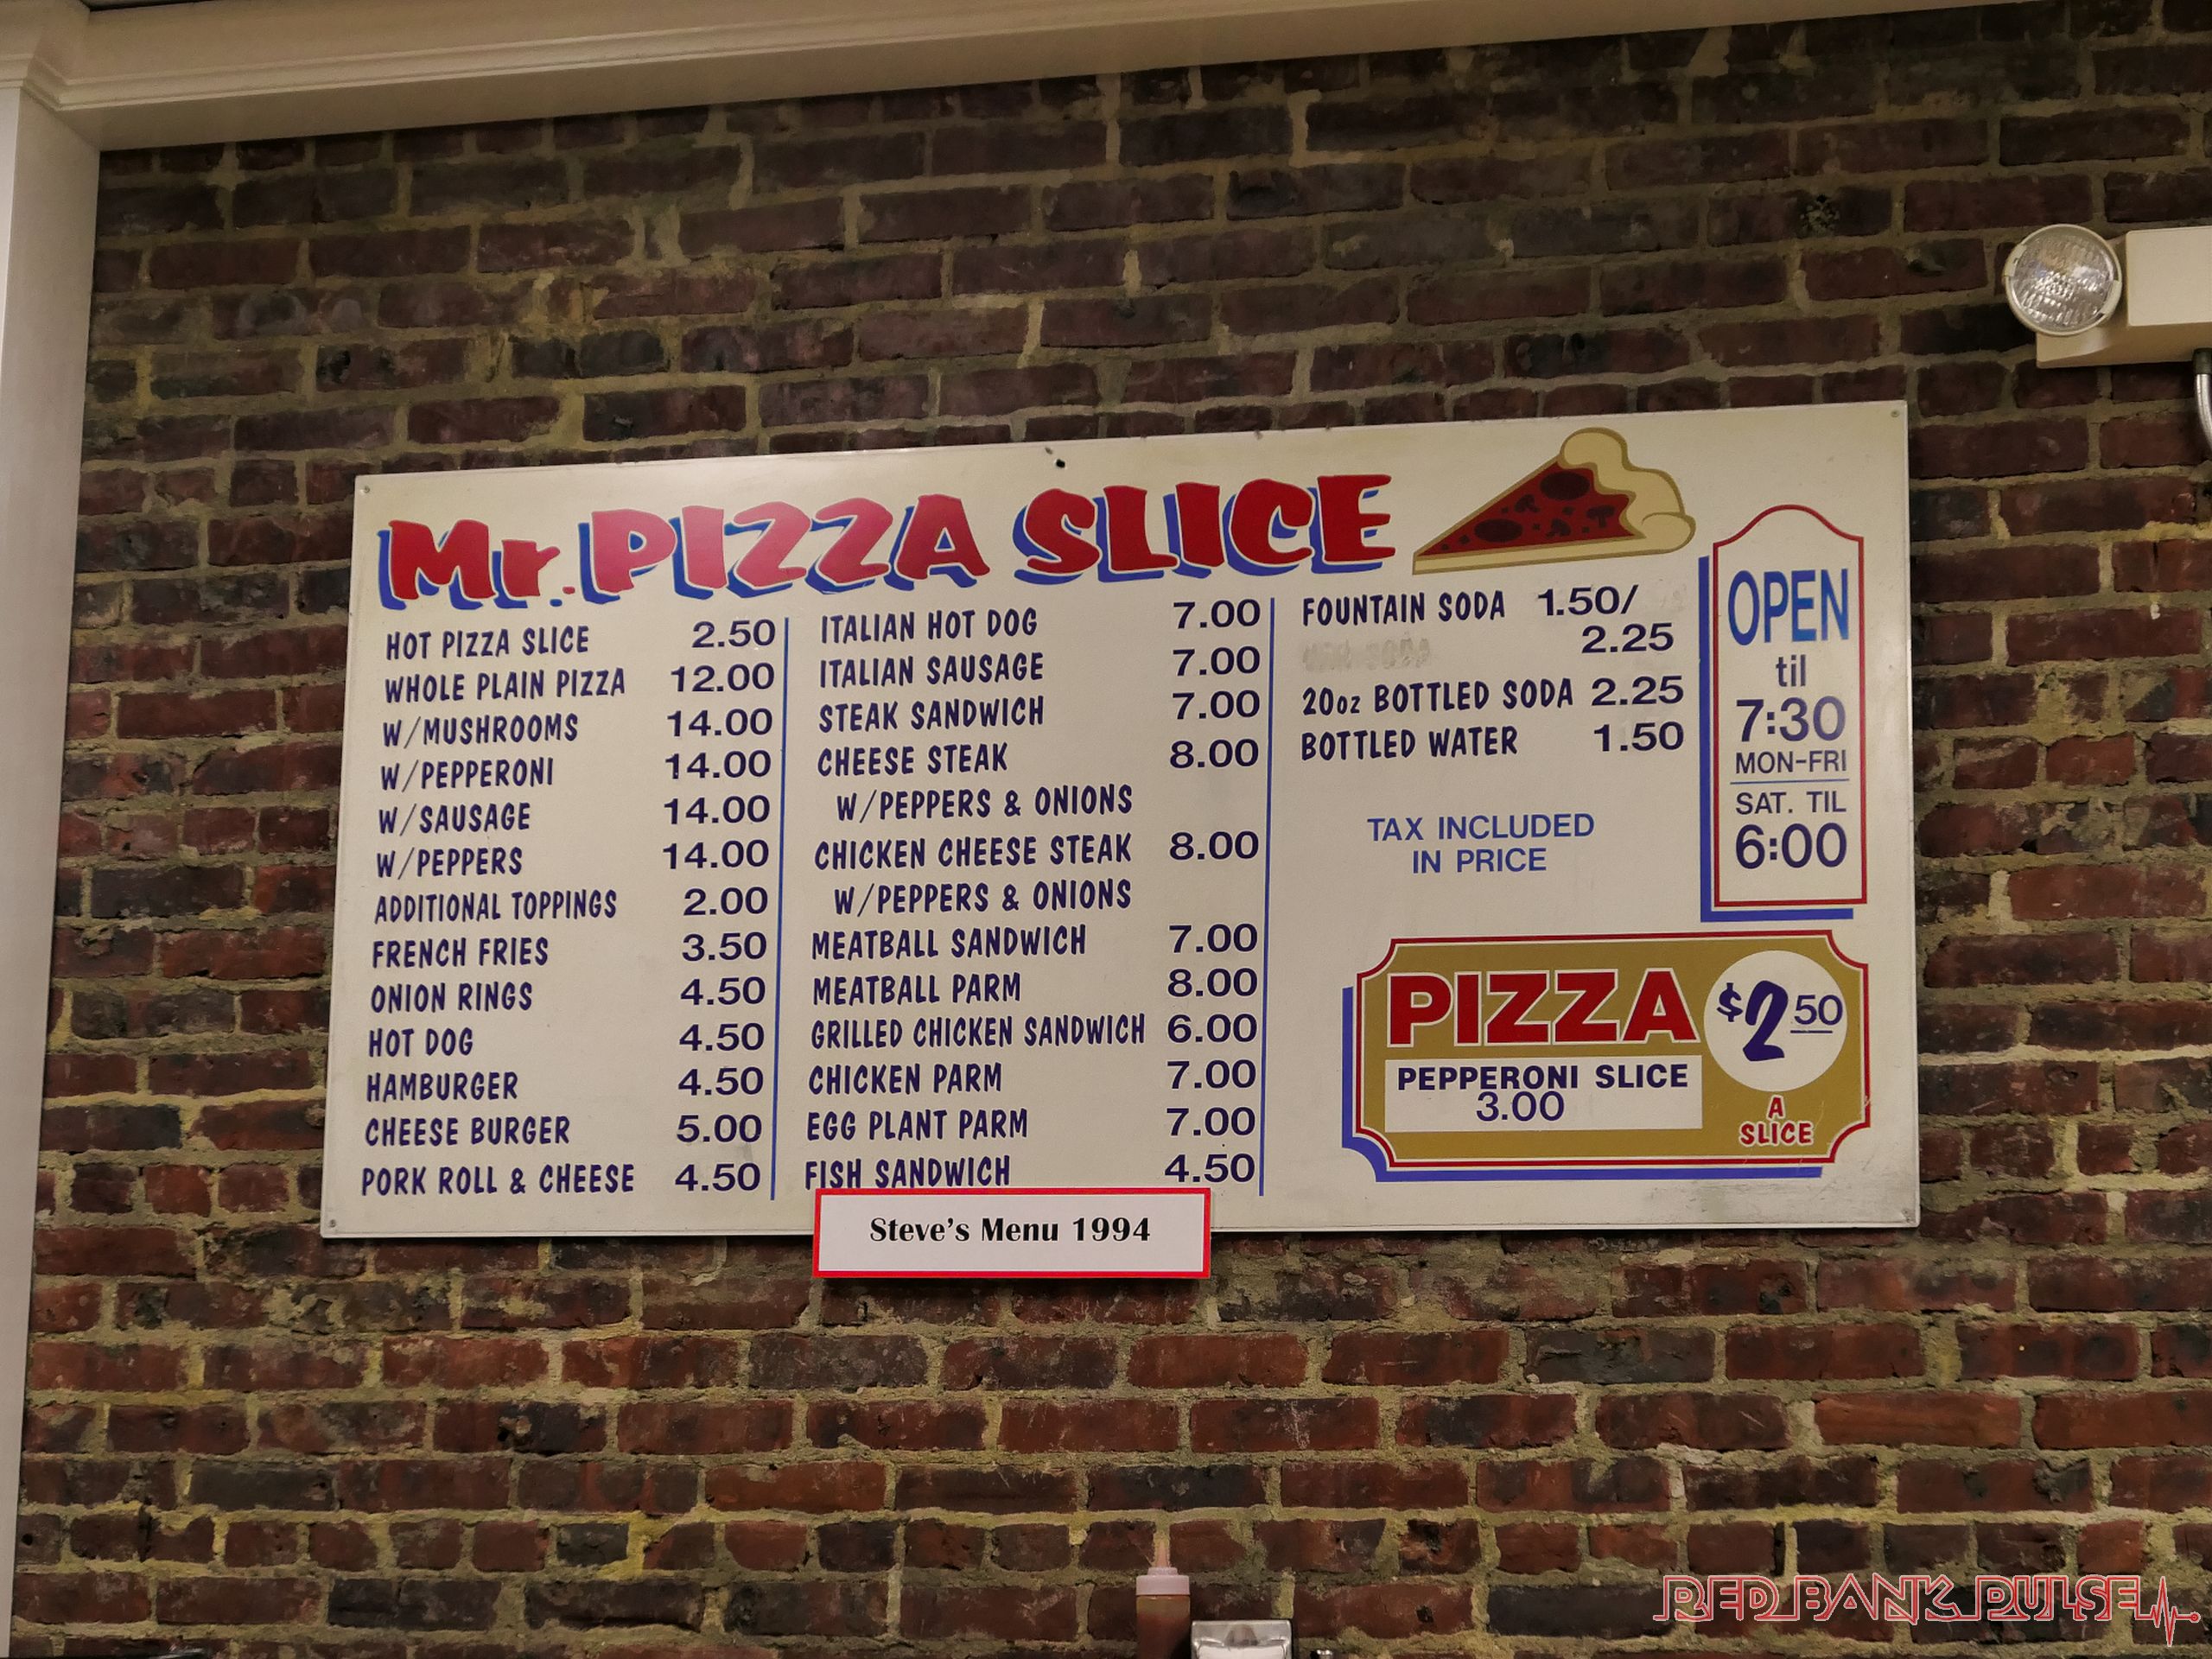 Mr. PIZZA SLICE
HOT PIZZA SLICE 2.50
WHOLE PLAIN PIZZA 12.00
W/MUSHROOMS 14.00
W/PEPPERONI 14.00
W/SAUSAGE 14.00
W/PEPPERS 14.00
ADDITIONAL TOPPINGS 2.00
FRENCH FRIES 3.50
ONION RINGS 4.50
HOT DOG 4.50
HAMBURGER 4.50
CHEESE BURGER 5.00
PORK ROLL & CHEESE 4.50
ITALIAN HOT DOG 7.00
ITALIAN SAUSAGE 7.00
STEAK SANDWICH 7.00
CHEESE STEAK 8.00
W/PEPPERS & ONIONS
CHICKEN CHEESE STEAK 8.00
W/PEPPERS & ONIONS
MEATBALL SANDWICH 7.00
MEATBALL PARM 8.00
GRILLED CHICKEN SANDWICH 6.00
CHICKEN PARM 7.00
EGG PLANT PARM 7.00
FISH SANDWICH 4.50
FOUNTAIN SODA 1.50/
2.25
20oz BOTTLED SODA 2.25
BOTTLED WATER 1.50
TAX INCLUDED
IN PRICE
OPEN
til
7:30
MON-FRI
SAT. TIL
6:00
PIZZA $2.50
PEPPERONI SLICE
3.00
A
SLICE
Steve's Menu 1994
RED BANK PULSE